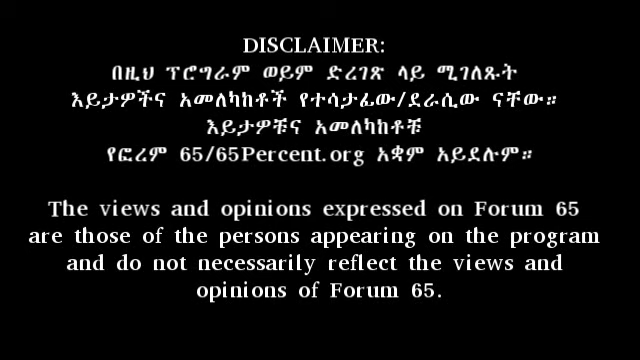 DISCLAIMER:
በዚህ ፕሮግራም ወይም ድረገጽ ላይ ሚገለጹት
እይታዎችና አመለካከቶች የተሳታፊው/ደራሲው ናቸው።
እይታዎቹና አመለካከቶቹ
የፎረም 65/65Percent.org አቋም አይደሉም።
The views and opinions expressed on Forum 65
are those of the persons appearing on the program
and do not necessarily reflect the views and
opinions of Forum 65.